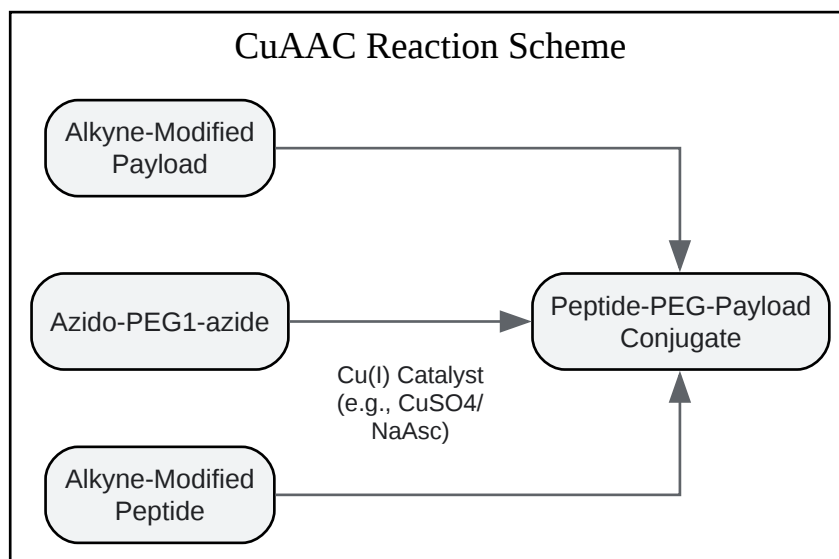 CuAAC Reaction Scheme
Alkyne-Modified
Payload
Azido-PEG1-azide
Peptide-PEG-Payload
Conjugate
Cu(I) Catalyst
(e.g., CuSO4/
NaAsc)
Alkyne-Modified
Peptide